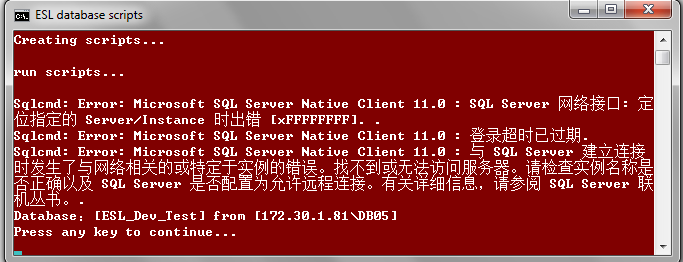 ESL database scripts
Creating scripts...
run scripts...
Sqlcmd: Error: Microsoft SQL Server Native Client 11.0 : SQL Server 网络接口: 定
位指定的 Server/Instance 时出错 [xFFFFFFFF]. .
Sqlcmd: Error: Microsoft SQL Server Native Client 11.0 : 登录超时已过期.
Sqlcmd: Error: Microsoft SQL Server Native Client 11.0 : 与 SQL Server 建立连接
时发生了与网络相关的或特定于实例的错误。找不到或无法访问服务器。请检查实例名称是
否正确以及 SQL Server 是否配置为允许远程连接。有关详细信息，请参阅 SQL Server 联
机丛书。.
Database: [ESL_Dev_Test] from [172.30.1.81\DB05]
Press any key to continue...